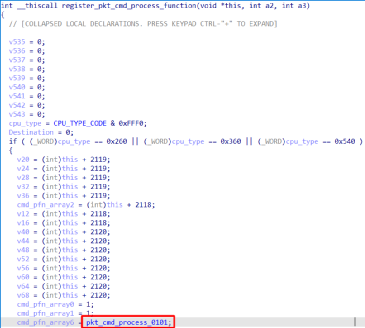 int __thiscall register_pkt_cmd_process_function(void *this, int a2, int a3)
{
// [COLLAPSED LOCAL DECLARATIONS. PRESS KEYPAD CTRL-"+" TO EXPAND]
v535 = 0;
v536 = 0;
v537 = 0;
v538 = 0;
v539 = 0;
v540 = 0;
v541 = 0;
v542 = 0;
v543 = 0;
cpu_type = CPU_TYPE_CODE & 0xFFF0;
Destination = 0;
if ( (_WORD)cpu_type == 0x260 || (_WORD)cpu_type == 0x360 || (_WORD)cpu_type == 0x540 )
{
v20 = (int)this + 2119;
v24 = (int)this + 2119;
v28 = (int)this + 2119;
v32 = (int)this + 2119;
v36 = (int)this + 2119;
cmd_pfn_array2 = (int)this + 2118;
v12 = (int)this + 2118;
v16 = (int)this + 2118;
v40 = (int)this + 2120;
v44 = (int)this + 2120;
v48 = (int)this + 2120;
v52 = (int)this + 2120;
v56 = (int)this + 2120;
v60 = (int)this + 2120;
v64 = (int)this + 2120;
v68 = (int)this + 2120;
cmd_pfn_array0 = 1;
cmd_pfn_array1 = 1;
cmd_pfn_array6 = pkt_cmd_process_0101;